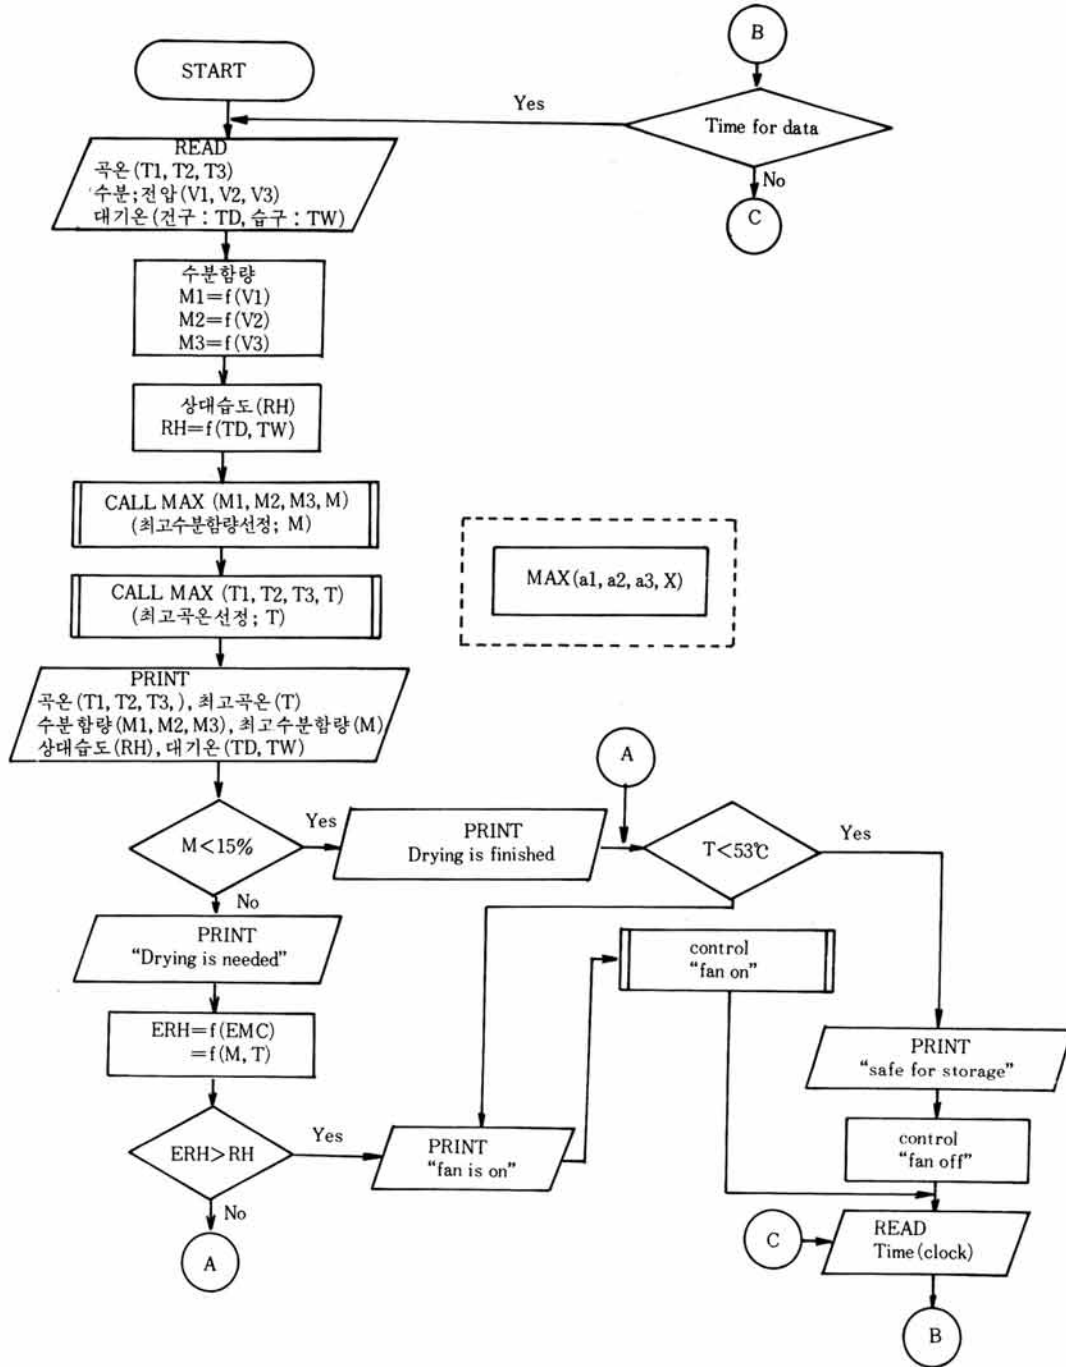 START
READ
곡온(T1, T2, T3)
수분;전압(V1, V2, V3)
대기온(건구 : TD, 습구 : TW)
수분함량
M1=f(V1)
M2=f(V2)
M3=f(V3)
상대습도(RH)
RH=f(TD, TW)
CALL MAX (M1, M2, M3, M)
(최고수분함량선정; M)
CALL MAX (T1, T2, T3, T)
(최고곡온선정; T)
PRINT
곡온(T1, T2, T3,), 최고곡온(T)
수분함량(M1, M2, M3), 최고수분함량(M)
상대습도(RH), 대기온(TD, TW)
M<15%
Yes
No
PRINT
Drying is finished
PRINT
“Drying is needed”
ERH=f(EMC)
=f(M, T)
ERH>RH
Yes
No
A
B
Time for data
Yes
No
C
MAX(a1, a2, a3, X)
A
T<53℃
Yes
control
“fan on”
PRINT
“fan is on”
PRINT
“safe for storage”
control
“fan off”
C
READ
Time(clock)
B